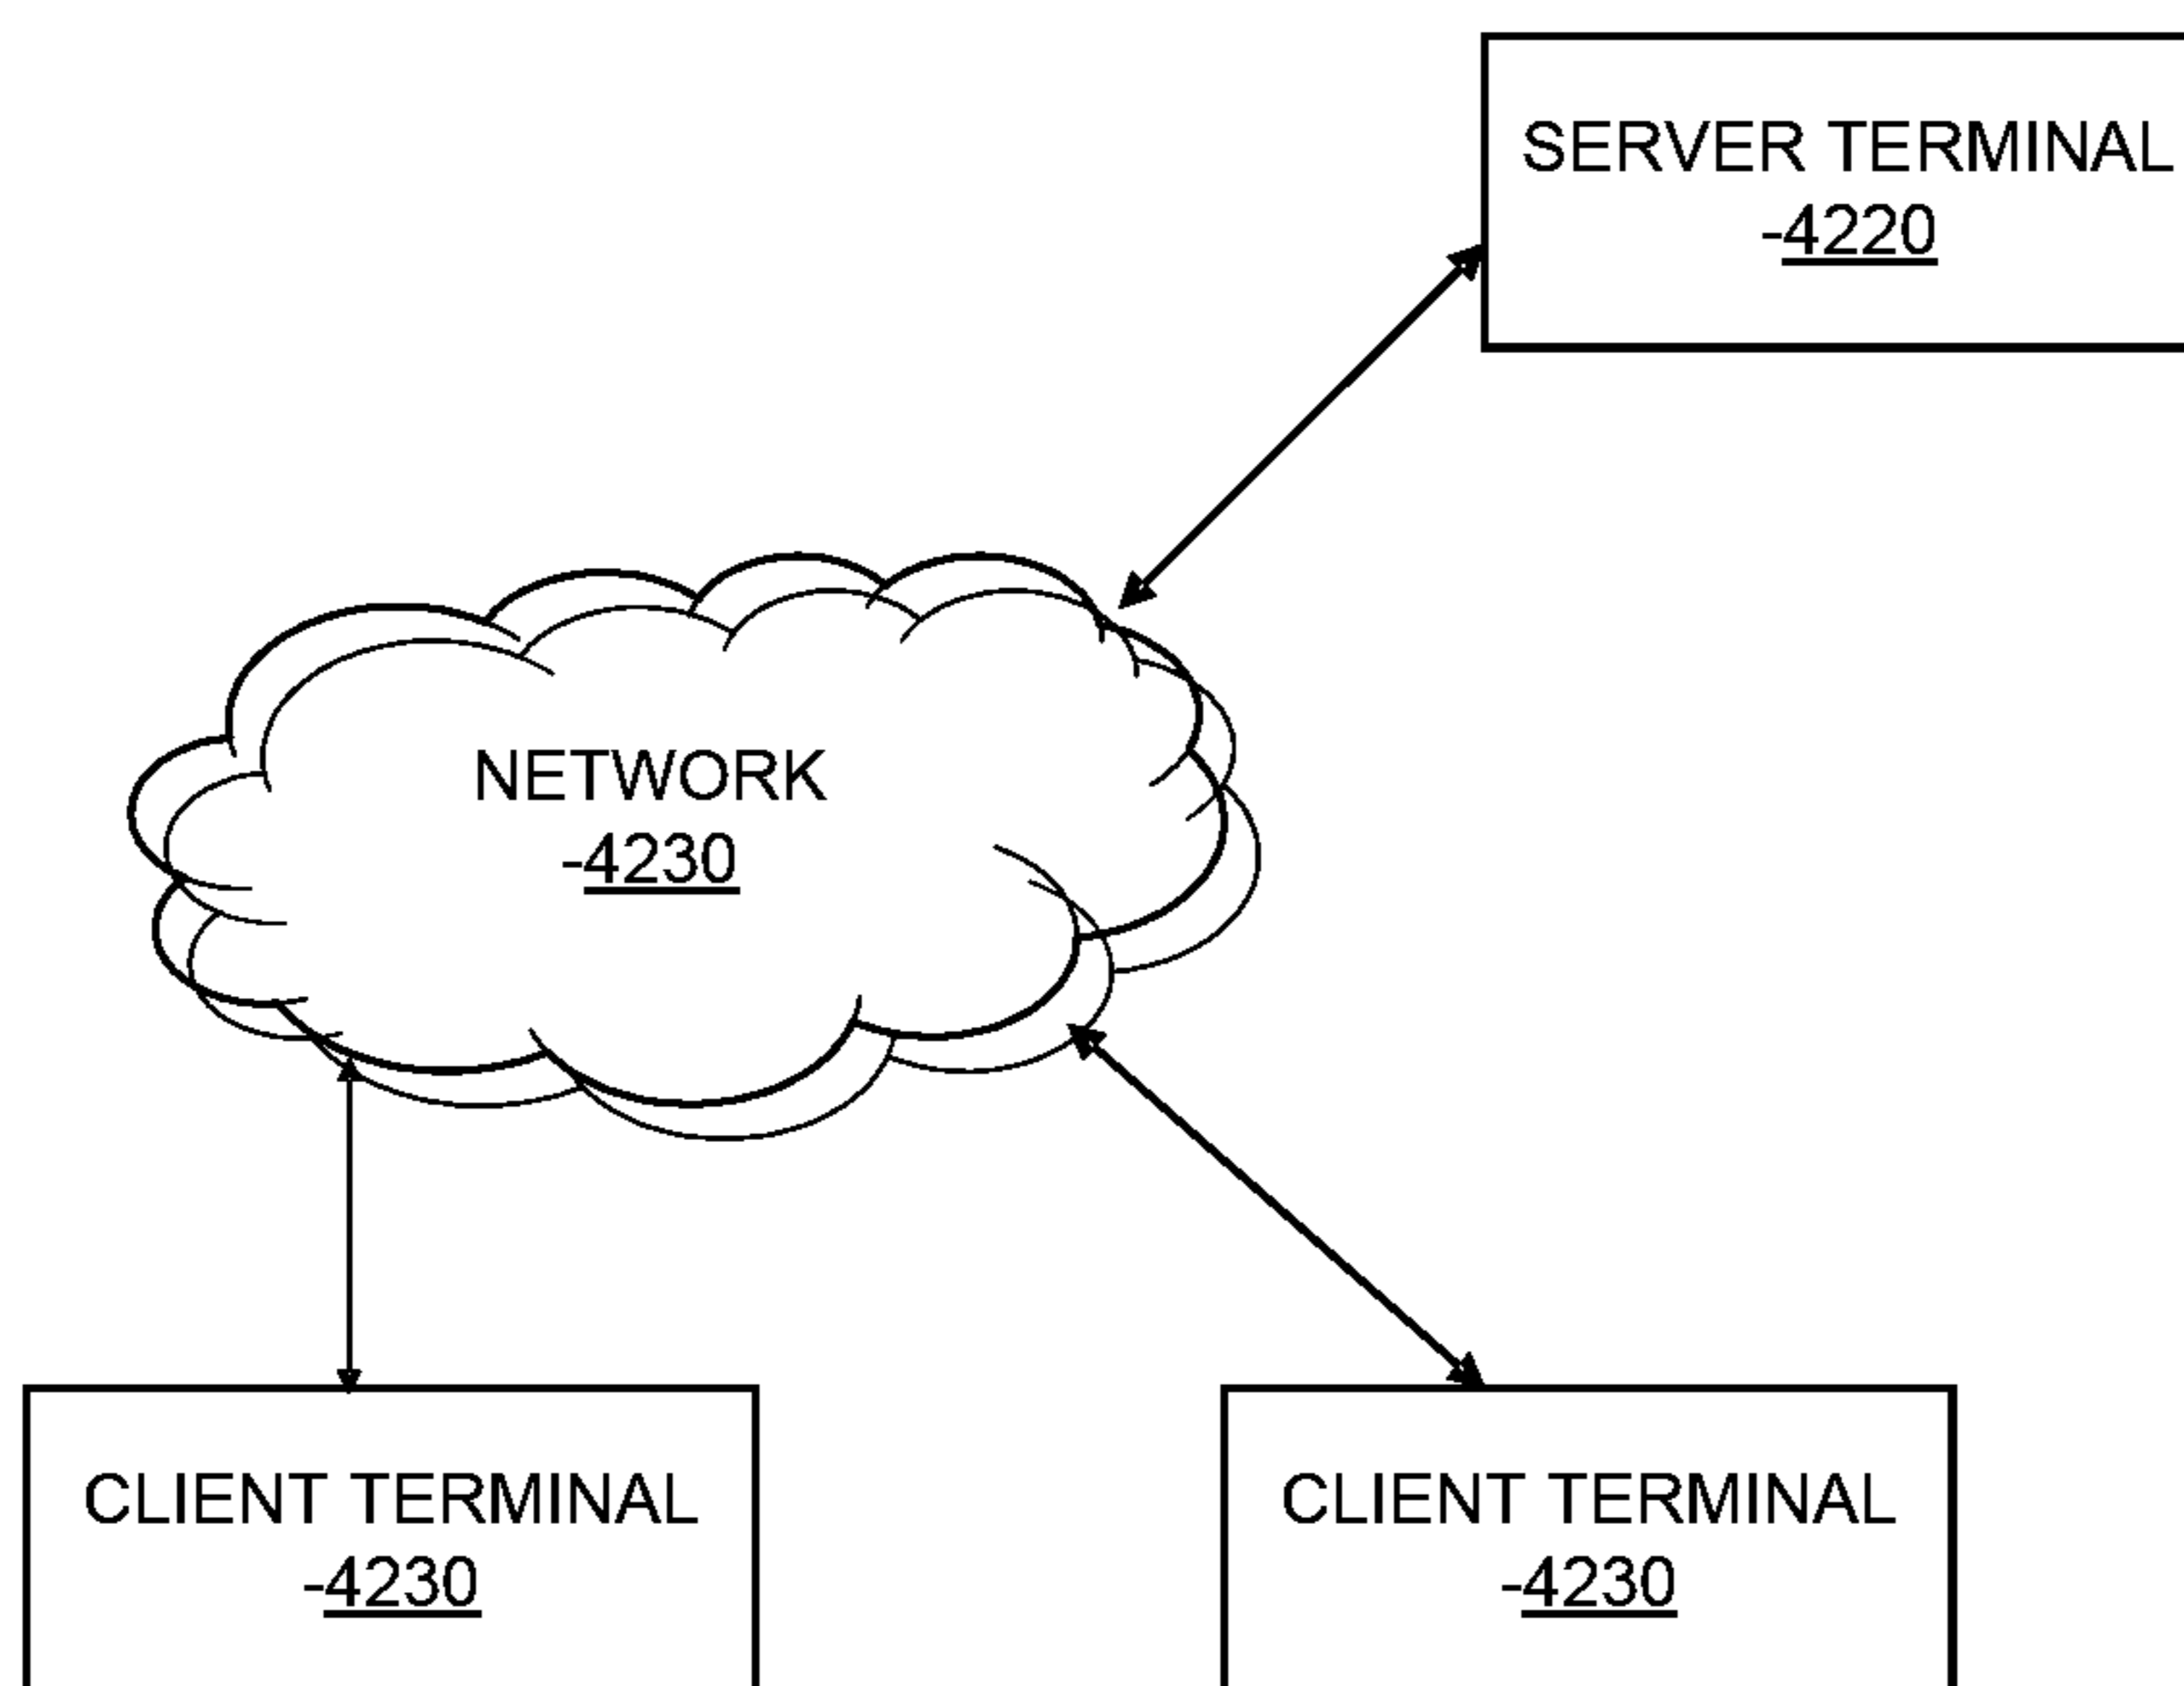 SERVER TERMINAL
-4220
NETWORK
-4230
CLIENT TERMINAL
-4230
CLIENT TERMINAL
-4230